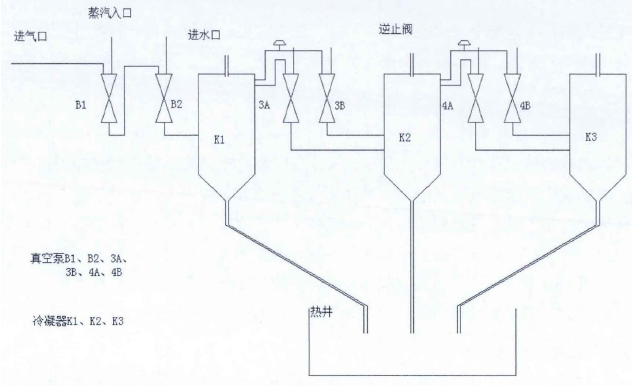 蒸汽入口
进气口
进水口
逆止阀
B1
B2
3A
3B
4A
4B
K1
K2
K3
真空泵B1、B2、3A、
3B、4A、4B
冷凝器K1、K2、K3
热井